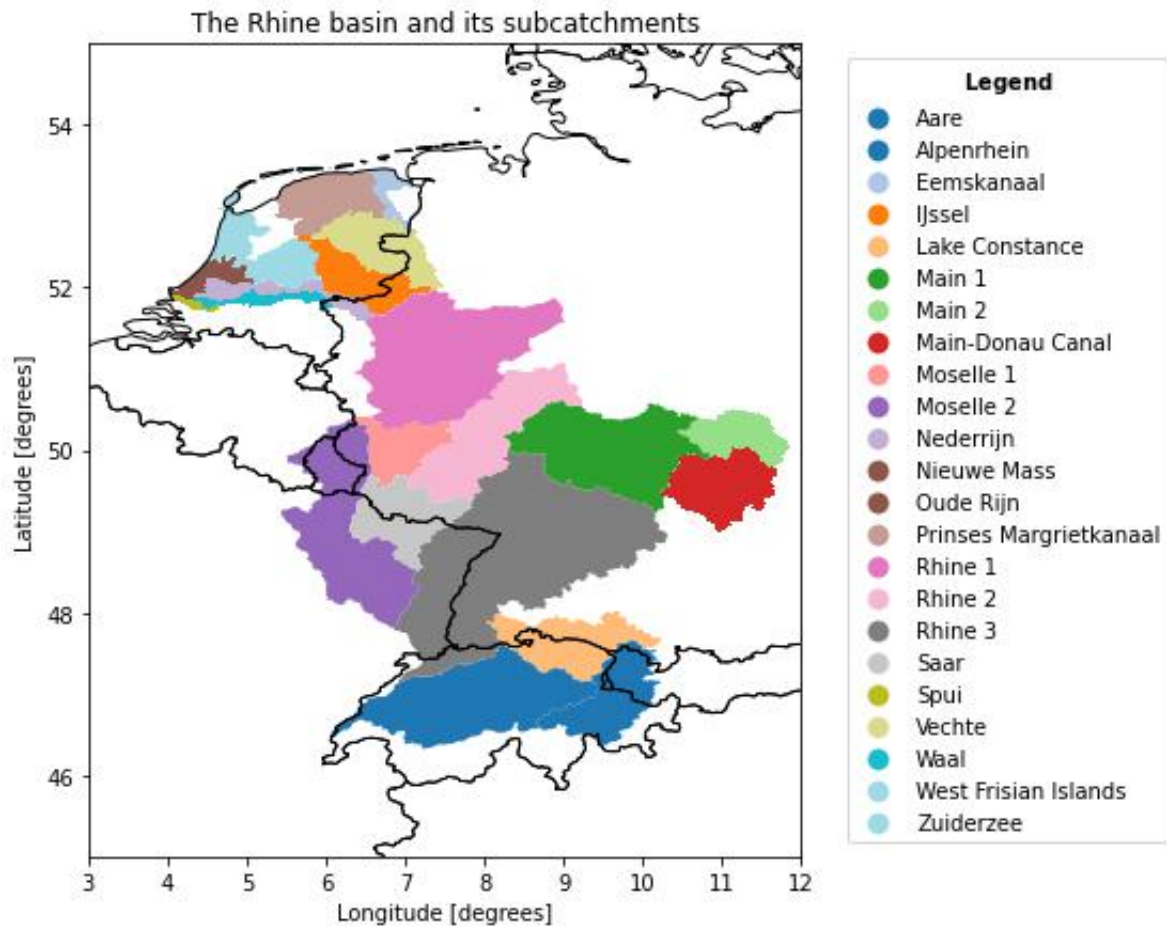 The Rhine basin and its subcatchments
54
52
50
48
46
Latitude [degrees]
3 4 5 6 7 8 9 10 11 12
Longitude [degrees]
Legend
Aare
Alpenrhein
Eemskanaal
IJssel
Lake Constance
Main 1
Main 2
Main-Donau Canal
Moselle 1
Moselle 2
Nederrijn
Nieuwe Mass
Oude Rijn
Prinses Margrietkanaal
Rhine 1
Rhine 2
Rhine 3
Saar
Spui
Vechte
Waal
West Frisian Islands
Zuiderzee